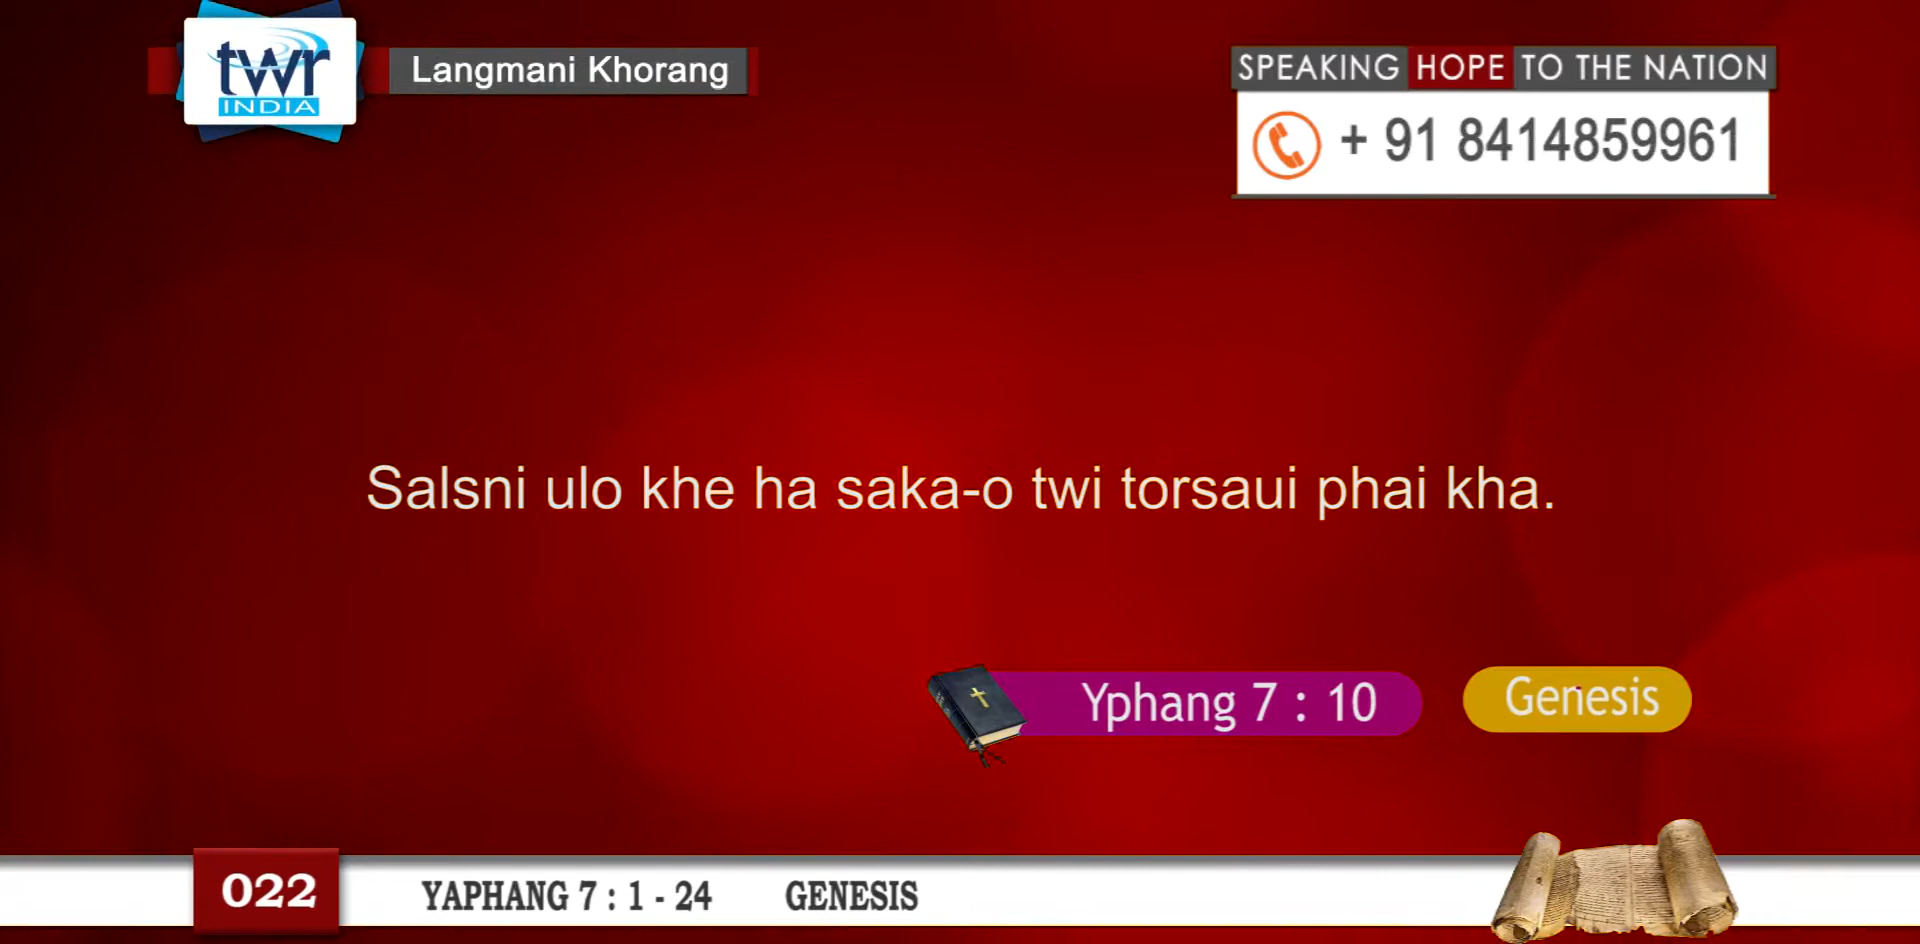 twr
INDIA
Langmani Khorang
SPEAKING HOPE TO THE NATION
+ 91 8414859961
Salsni ulo khe ha saka-o twi torsaui phai kha.
Yphang 7 : 10
Genesis
022
YAPHANG 7 : 1 - 24 GENESIS